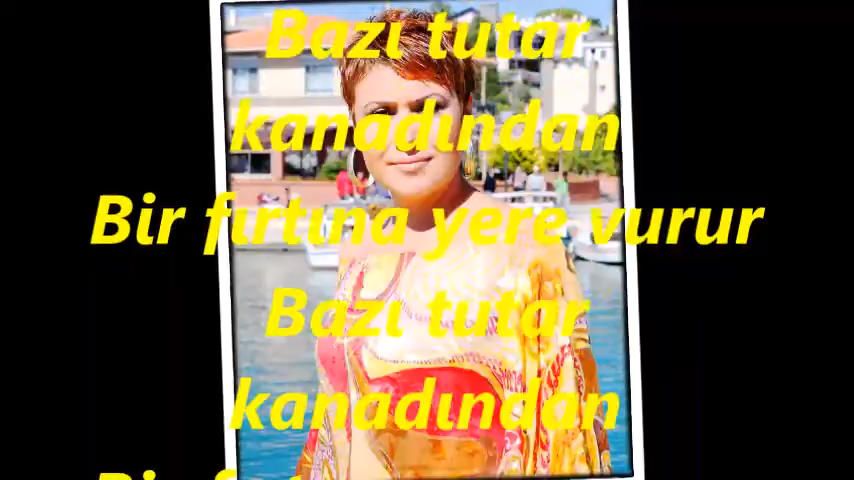 Bazı tutar
kanadından
Bir fırtına yere vurur
Bazı tutar
kanadından